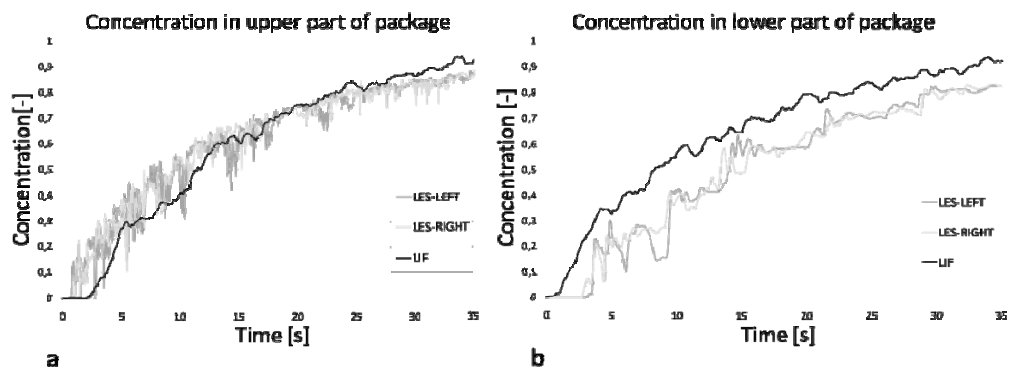 Concentration in upper part of package
1
0,9
0,8
0,7
0,6
0,5
0,4
0,3
0,2
0,1
0
Concentration[-]
LES-LEFT
LES-RIGHT
LIF
0 5 10 15 20 25 30 35
Time [s]
a
Concentration in lower part of package
1
0,9
0,8
0,7
0,6
0,5
0,4
0,3
0,2
0,1
0
Concentration [-]
LES-LEFT
LES-RIGHT
LIF
0 5 10 15 20 25 30 35
Time [s]
b